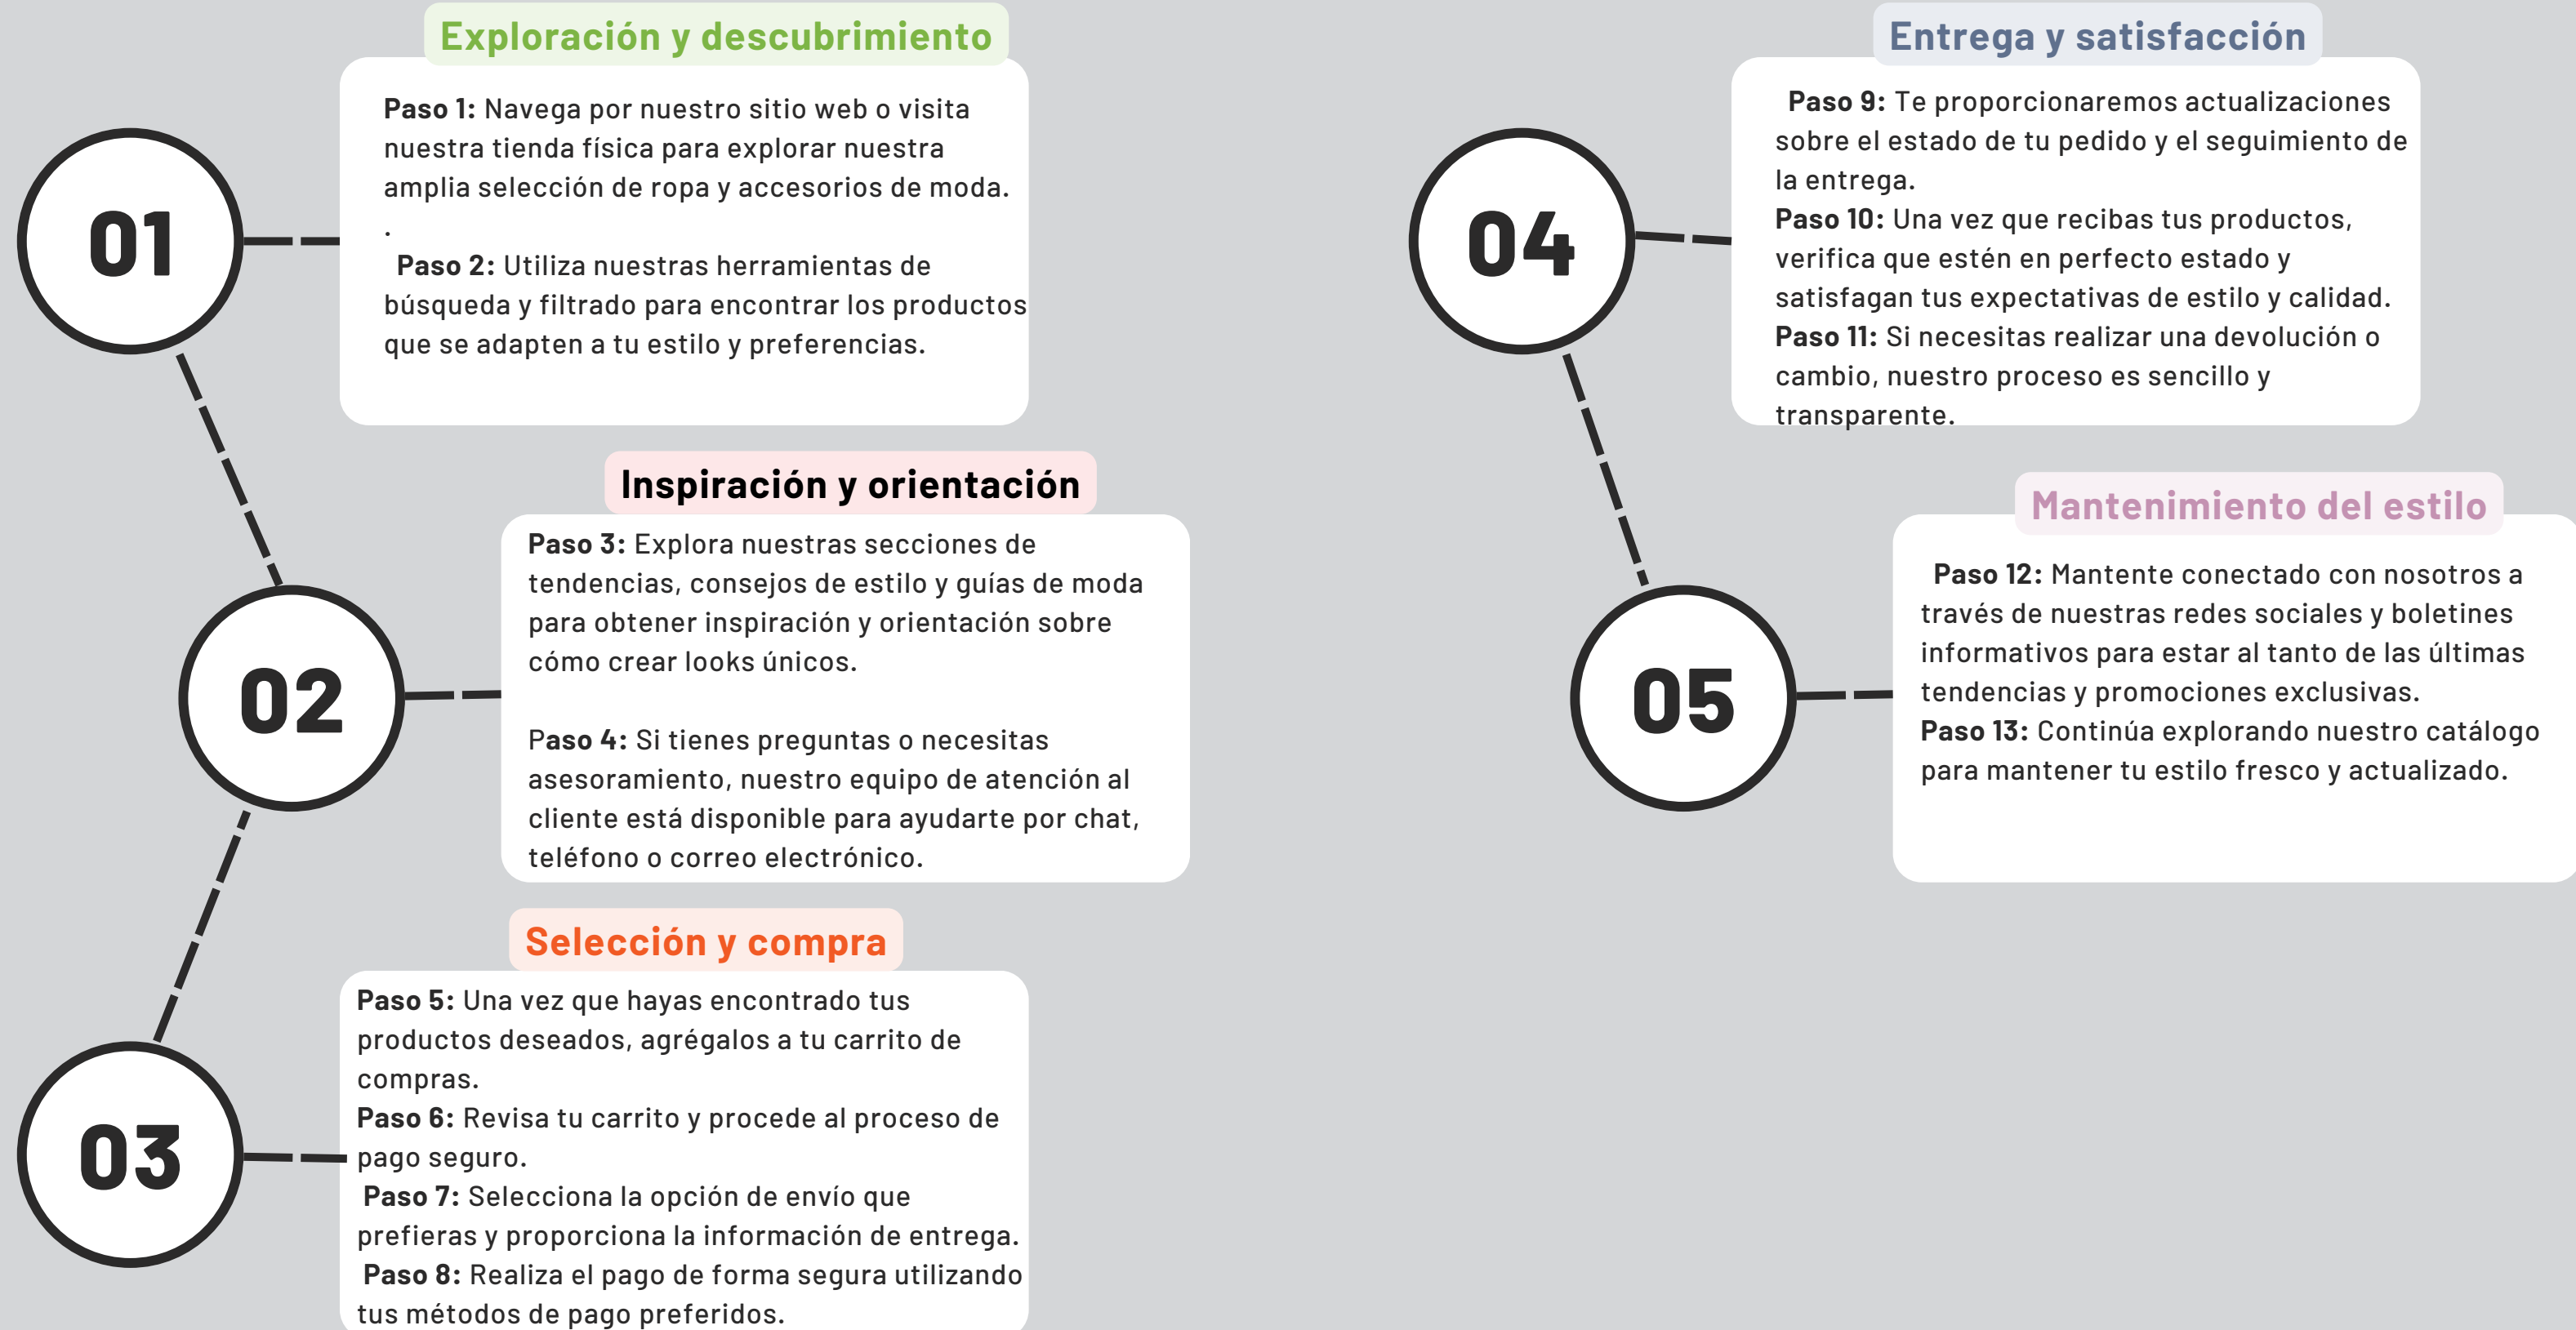 Exploración y descubrimiento
01
Paso 1: Navega por nuestro sitio web o visita
nuestra tienda física para explorar nuestra
amplia selección de ropa y accesorios de moda.
.
Paso 2: Utiliza nuestras herramientas de
búsqueda y filtrado para encontrar los productos
que se adapten a tu estilo y preferencias.
Inspiración y orientación
02
Paso 3: Explora nuestras secciones de
tendencias, consejos de estilo y guías de moda
para obtener inspiración y orientación sobre
cómo crear looks únicos.
Paso 4: Si tienes preguntas o necesitas
asesoramiento, nuestro equipo de atención al
cliente está disponible para ayudarte por chat,
teléfono o correo electrónico.
Selección y compra
03
Paso 5: Una vez que hayas encontrado tus
productos deseados, agrégalos a tu carrito de
compras.
Paso 6: Revisa tu carrito y procede al proceso de
pago seguro.
Paso 7: Selecciona la opción de envío que
prefieras y proporciona la información de entrega.
Paso 8: Realiza el pago de forma segura utilizando
tus métodos de pago preferidos.
Entrega y satisfacción
04
Paso 9: Te proporcionaremos actualizaciones
sobre el estado de tu pedido y el seguimiento de
la entrega.
Paso 10: Una vez que recibas tus productos,
verifica que estén en perfecto estado y
satisfagan tus expectativas de estilo y calidad.
Paso 11: Si necesitas realizar una devolución o
cambio, nuestro proceso es sencillo y
transparente.
Mantenimiento del estilo
05
Paso 12: Mantente conectado con nosotros a
través de nuestras redes sociales y boletines
informativos para estar al tanto de las últimas
tendencias y promociones exclusivas.
Paso 13: Continúa explorando nuestro catálogo
para mantener tu estilo fresco y actualizado.